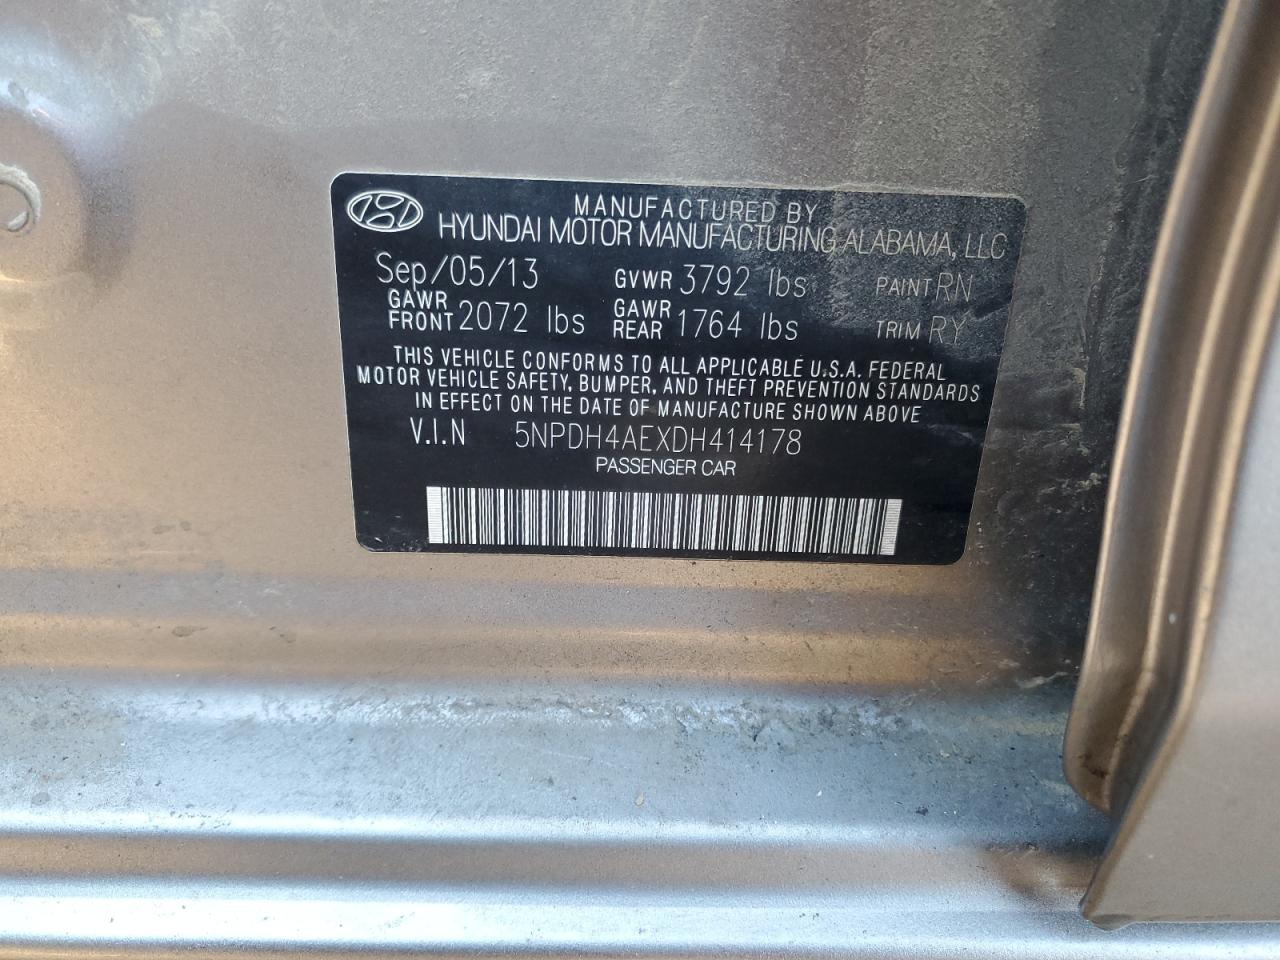 MANUFACTURED BY
HYUNDAI MOTOR MANUFACTURING ALABAMA, LLC
Sep/05/13 GVWR 3792 lbs PAINT RN
GAWR FRONT 2072 lbs GAWR REAR 1764 lbs TRIM RY
THIS VEHICLE CONFORMS TO ALL APPLICABLE U.S.A. FEDERAL
MOTOR VEHICLE SAFETY, BUMPER, AND THEFT PREVENTION STANDARDS
IN EFFECT ON THE DATE OF MANUFACTURE SHOWN ABOVE
V.I.N 5NPDH4AEXDH414178
PASSENGER CAR